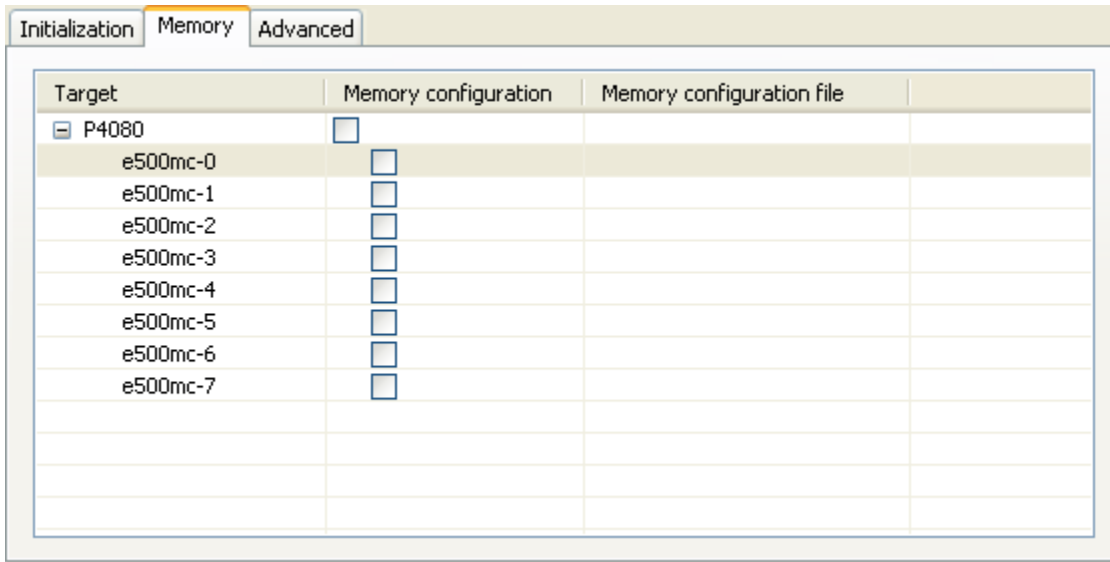 Initialization Memory Advanced
Target Memory configuration Memory configuration file
P4080
e500mc-0
e500mc-1
e500mc-2
e500mc-3
e500mc-4
e500mc-5
e500mc-6
e500mc-7